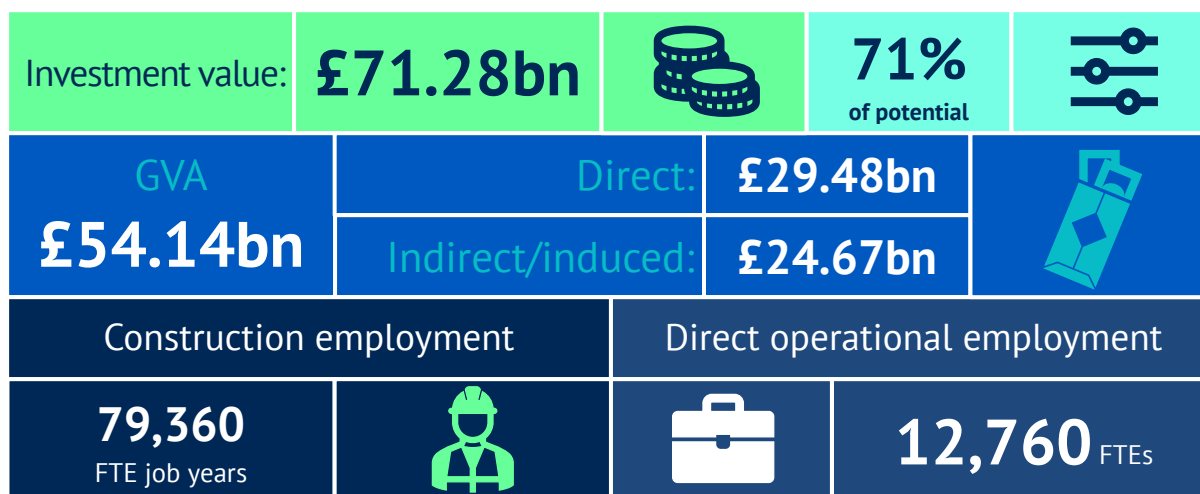 Investment value:
£71.28bn
71%
of potential
GVA
£54.14bn
Direct:
£29.48bn
Indirect/induced:
£24.67bn
Construction employment
Direct operational employment
79,360
FTE job years
12,760 FTEs